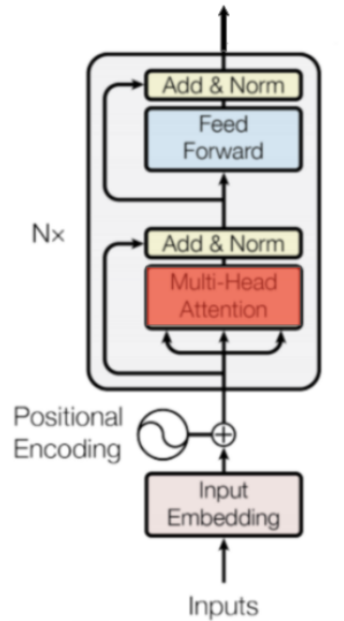 Add & Norm
Feed
Forward
Nx
Add & Norm
Multi-Head
Attention
Positional
Encoding
Input
Embedding
Inputs